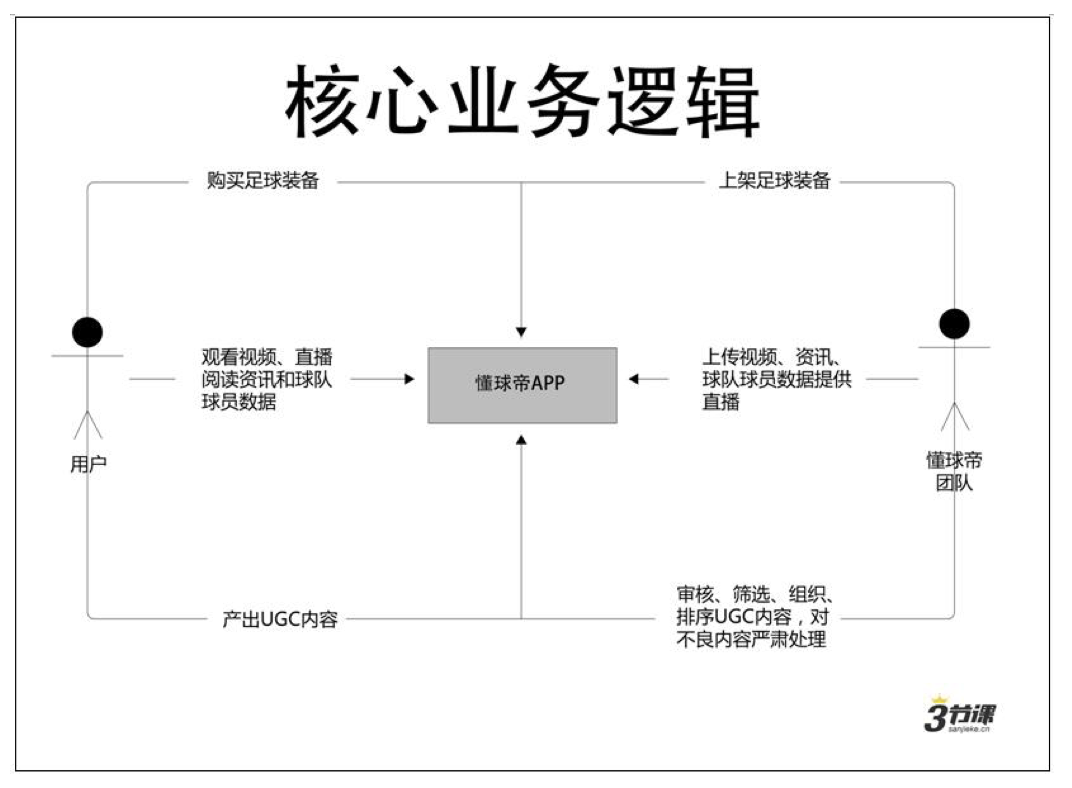 核心业务逻辑
购买足球装备
上架足球装备
观看视频、直播
阅读资讯和球队
球员数据
懂球帝APP
上传视频、资讯、
球队球员数据提供
直播
用户
懂球帝
团队
产出UGC内容
审核、筛选、组织、
排序UGC内容，对
不良内容严肃处理
3节课
sanjieke.cn